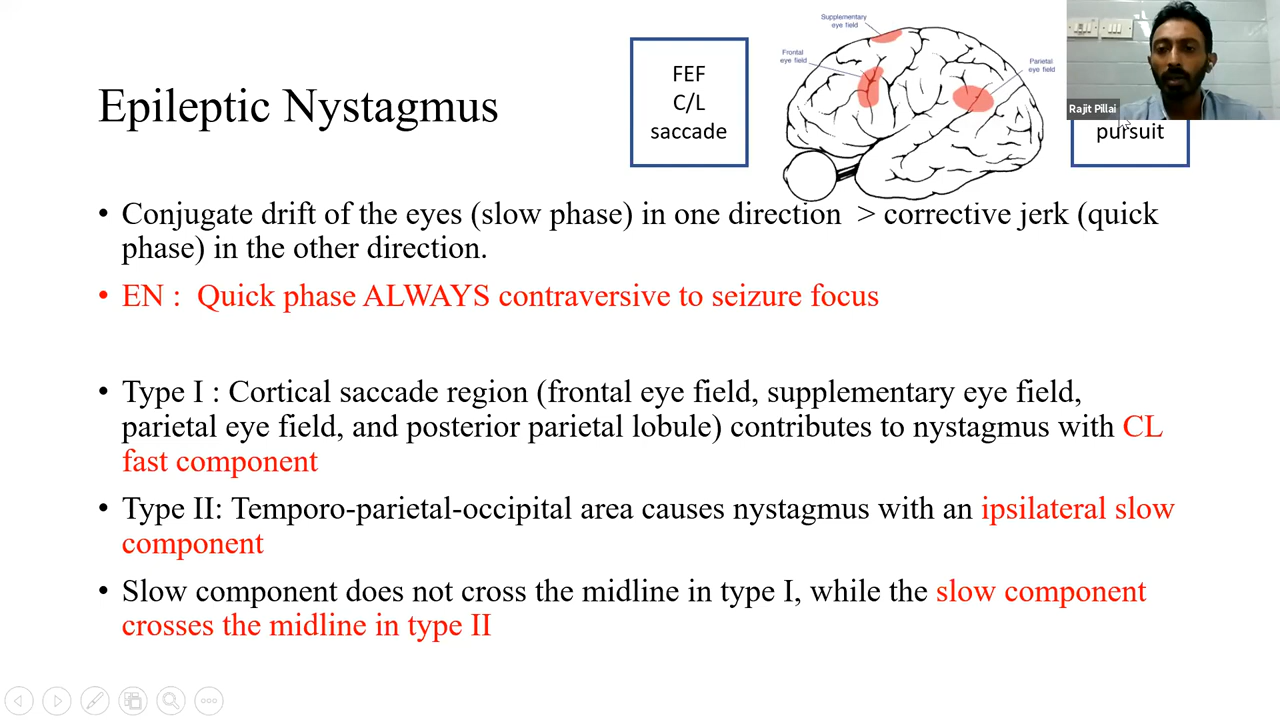 Supplementary
eye field
Frontal
eye field
Parietal
eye field
FEF
C/L
saccade
Rajit Pillai
pursuit
Epileptic Nystagmus
• Conjugate drift of the eyes (slow phase) in one direction > corrective jerk (quick
phase) in the other direction.
• EN : Quick phase ALWAYS contraversive to seizure focus
• Type I : Cortical saccade region (frontal eye field, supplementary eye field,
parietal eye field, and posterior parietal lobule) contributes to nystagmus with CL
fast component
• Type II: Temporo-parietal-occipital area causes nystagmus with an ipsilateral slow
component
• Slow component does not cross the midline in type I, while the slow component
crosses the midline in type II